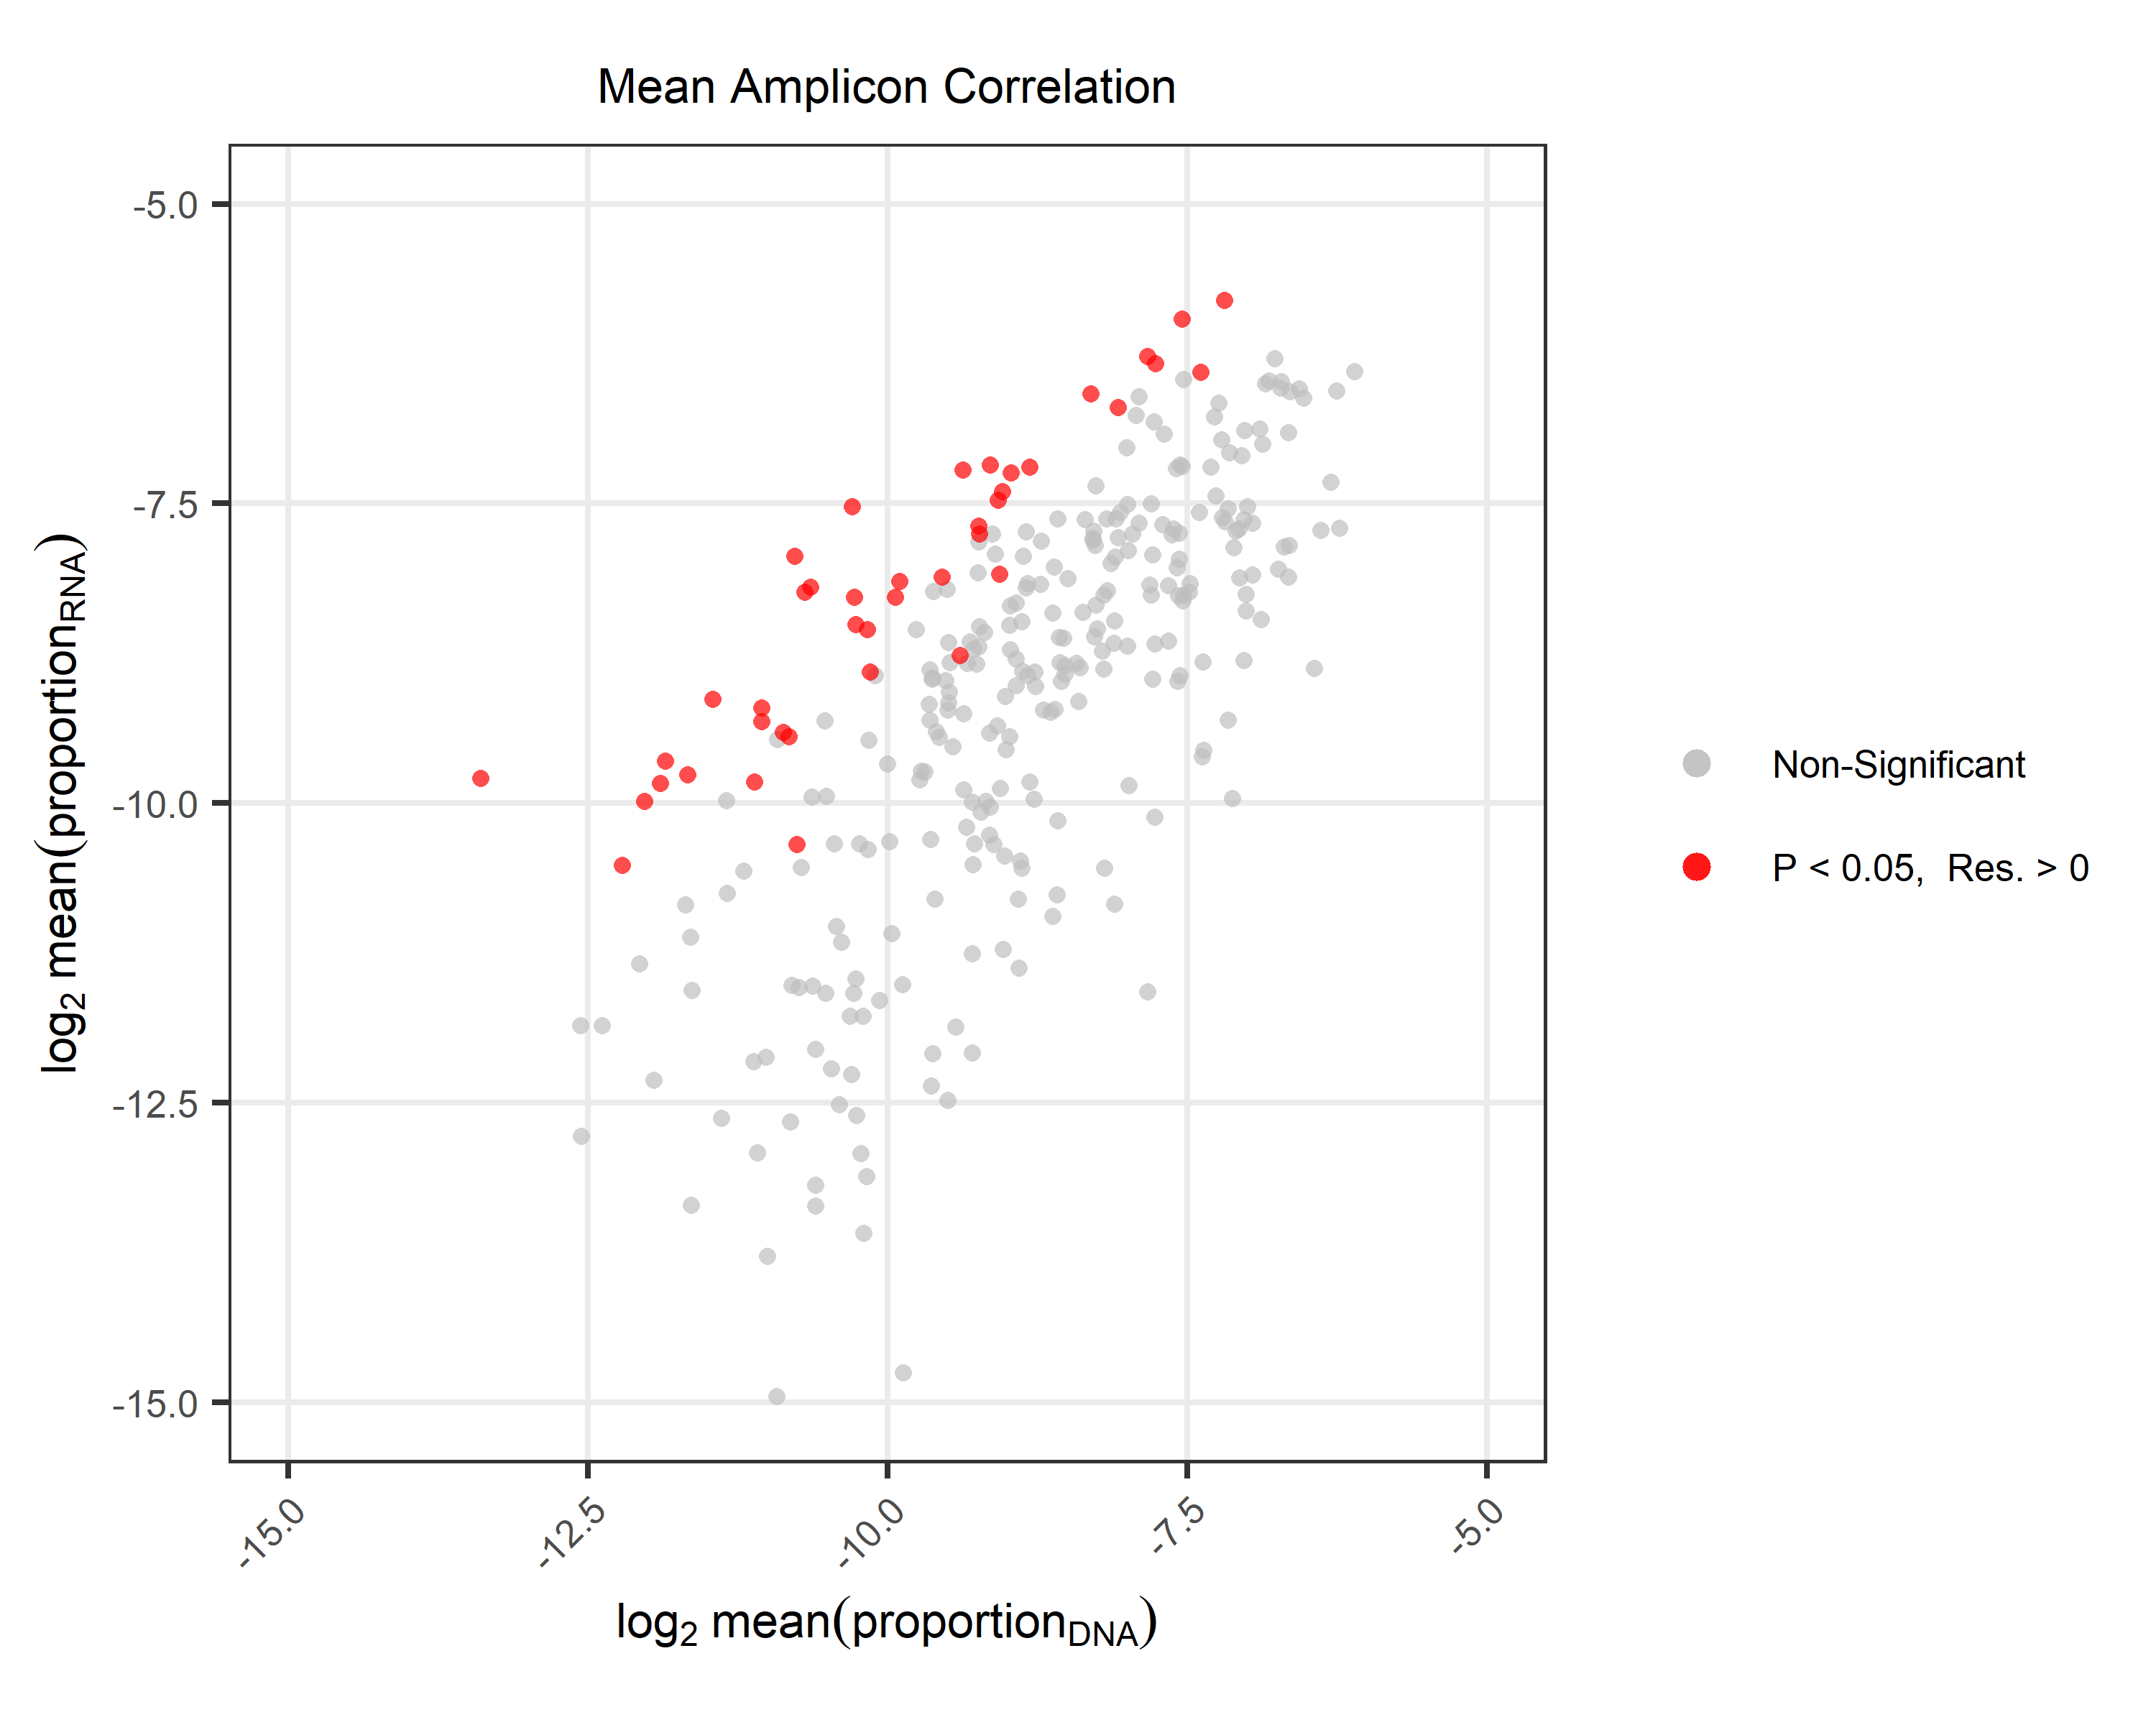 Mean Amplicon Correlation
log2 mean(proportionRNA)
-5.0
-7.5
-10.0
-12.5
-15.0
-15.0
-12.5
-10.0
-7.5
-5.0
log2 mean(proportionDNA)
Non-Significant
P < 0.05, Res. > 0